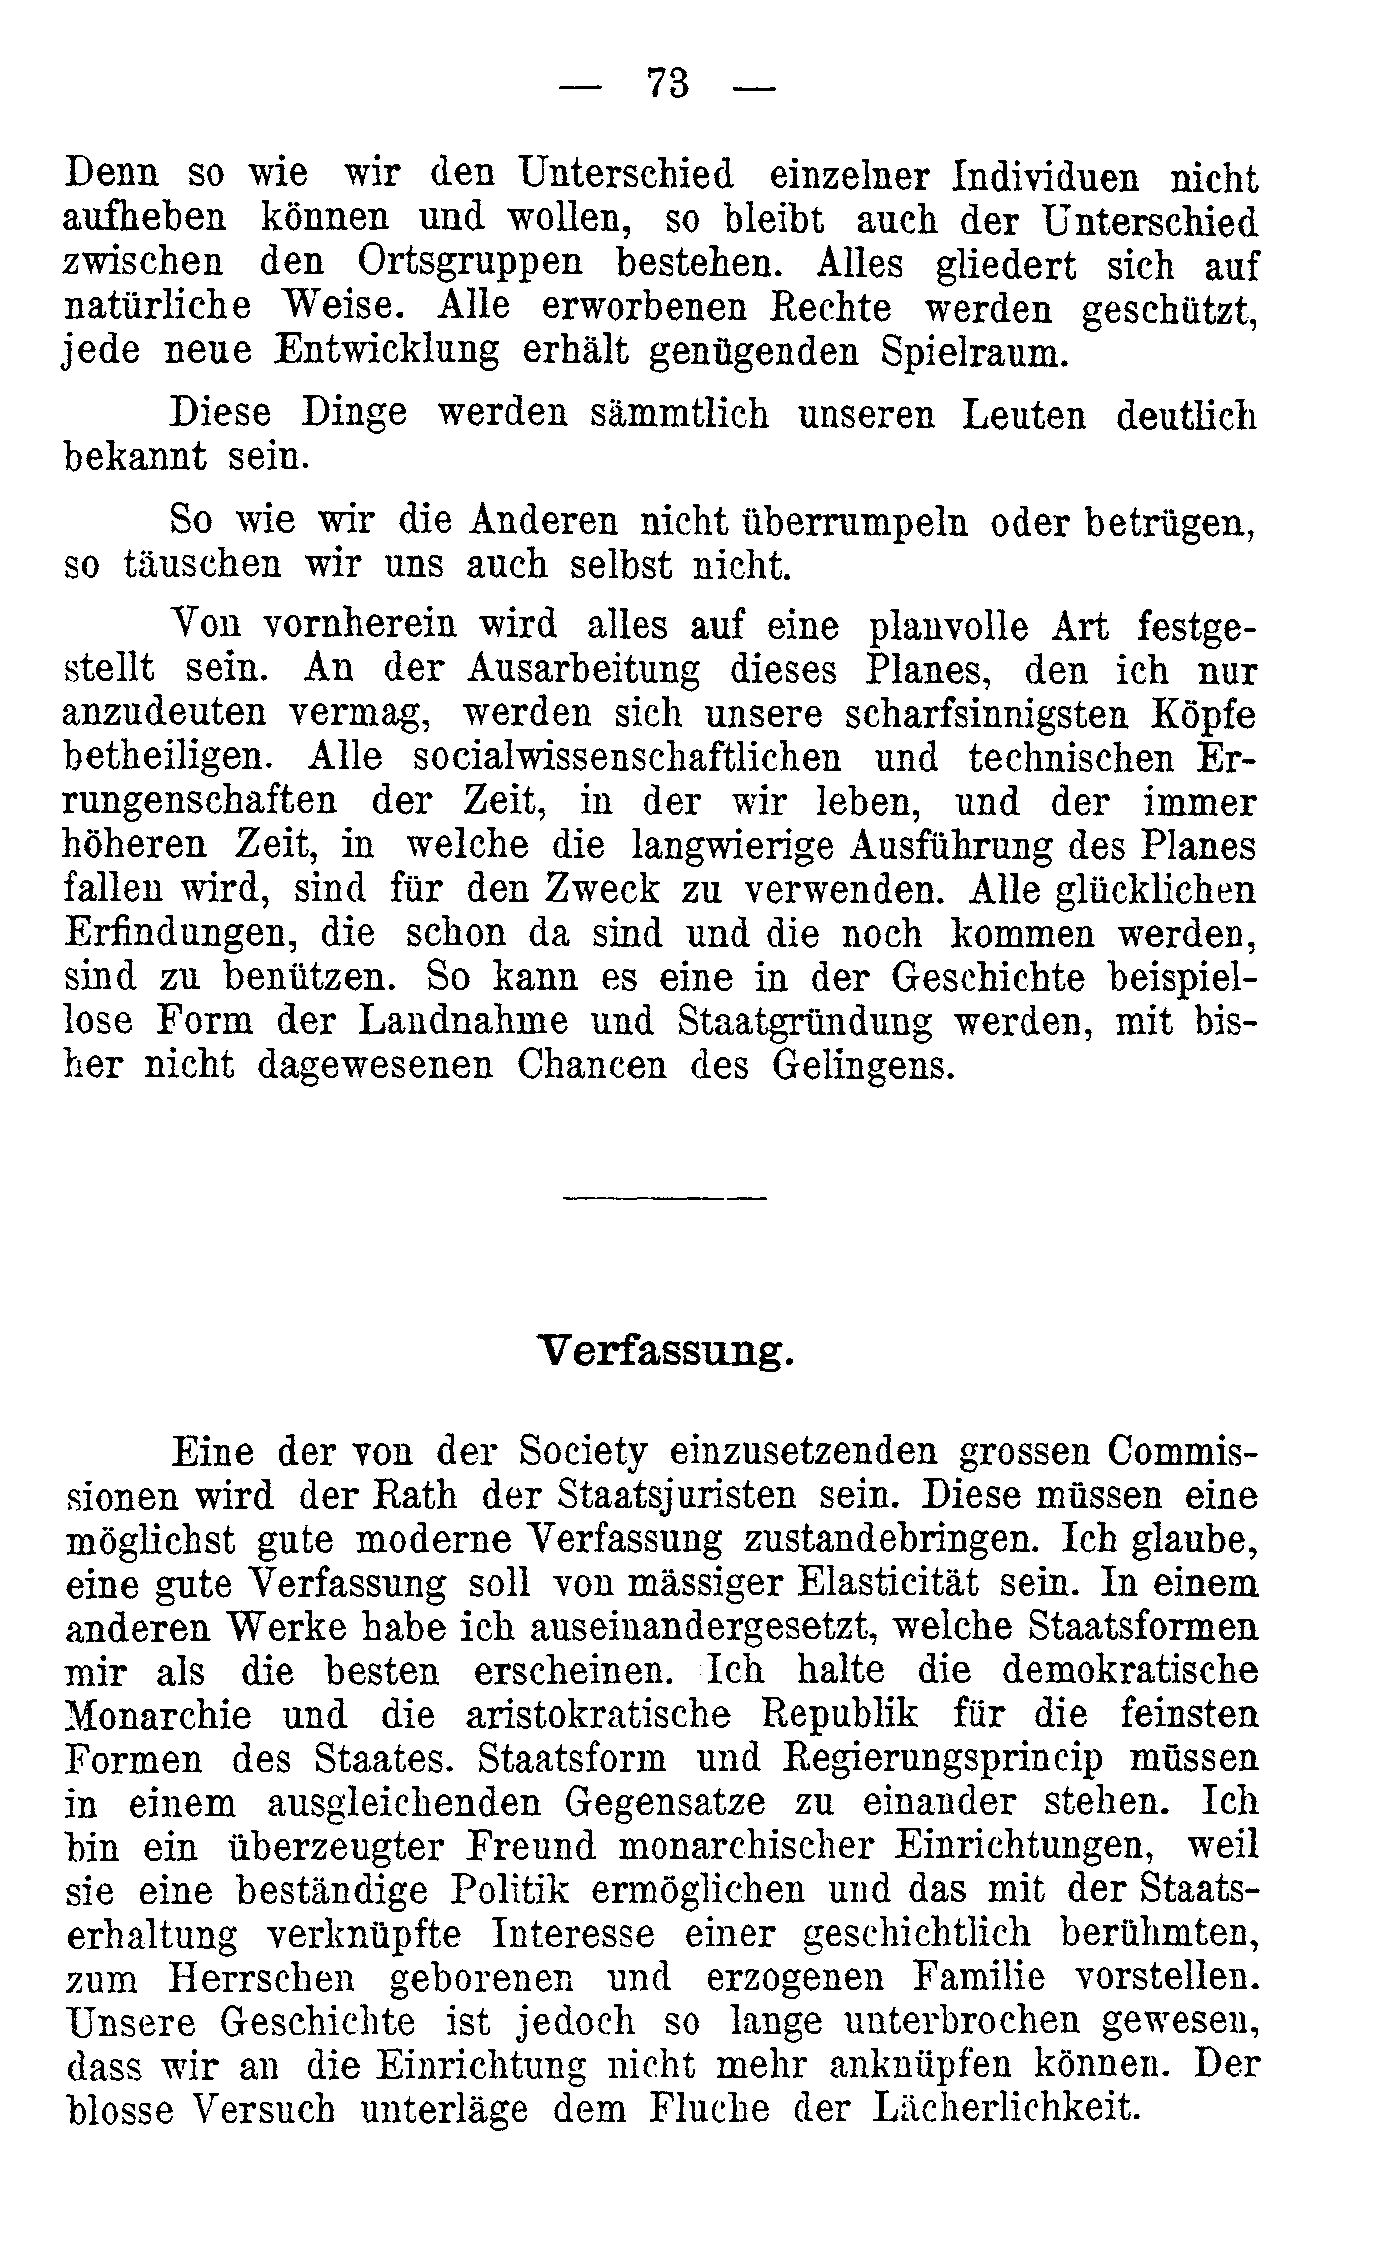 — 73 —
Denn so wie wir den Unterschied einzelner Individuen nicht
aufheben können und wollen, so bleibt auch der Unterschied
zwischen den Ortsgruppen bestehen. Alles gliedert sich auf
natürliche Weise. Alle erworbenen Rechte werden geschützt,
jede neue Entwicklung erhält genügenden Spielraum.
Diese Dinge werden sämmtlich unseren Leuten deutlich
bekannt sein.
So wie wir die Anderen nicht überrumpeln oder betrügen,
so täuschen wir uns auch selbst nicht.
Von vornherein wird alles auf eine planvolle Art festge-
stellt sein. An der Ausarbeitung dieses Planes, den ich nur
anzudeuten vermag, werden sich unsere scharfsinnigsten Köpfe
betheiligen. Alle socialwissenschaftlichen und technischen Er-
rungenschaften der Zeit, in der wir leben, und der immer
höheren Zeit, in welche die langwierige Ausführung des Planes
fallen wird, sind für den Zweck zu verwenden. Alle glücklichen
Erfindungen, die schon da sind und die noch kommen werden,
sind zu benützen. So kann es eine in der Geschichte beispiel-
lose Form der Landnahme und Staatgründung werden, mit bis-
her nicht dagewesenen Chancen des Gelingens.
Verfassung.
Eine der von der Society einzusetzenden grossen Commis-
sionen wird der Rath der Staatsjuristen sein. Diese müssen eine
möglichst gute moderne Verfassung zustandebringen. Ich glaube,
eine gute Verfassung soll von mässiger Elasticität sein. In einem
anderen Werke habe ich auseinandergesetzt, welche Staatsformen
mir als die besten erscheinen. Ich halte die demokratische
Monarchie und die aristokratische Republik für die feinsten
Formen des Staates. Staatsform und Regierungsprincip müssen
in einem ausgleichenden Gegensatze zu einander stehen. Ich
bin ein überzeugter Freund monarchischer Einrichtungen, weil
sie eine beständige Politik ermöglichen und das mit der Staats-
erhaltung verknüpfte Interesse einer geschichtlich berühmten,
zum Herrschen geborenen und erzogenen Familie vorstellen.
Unsere Geschichte ist jedoch so lange unterbrochen gewesen,
dass wir an die Einrichtung nicht mehr anknüpfen können. Der
blosse Versuch unterläge dem Fluche der Lächerlichkeit.